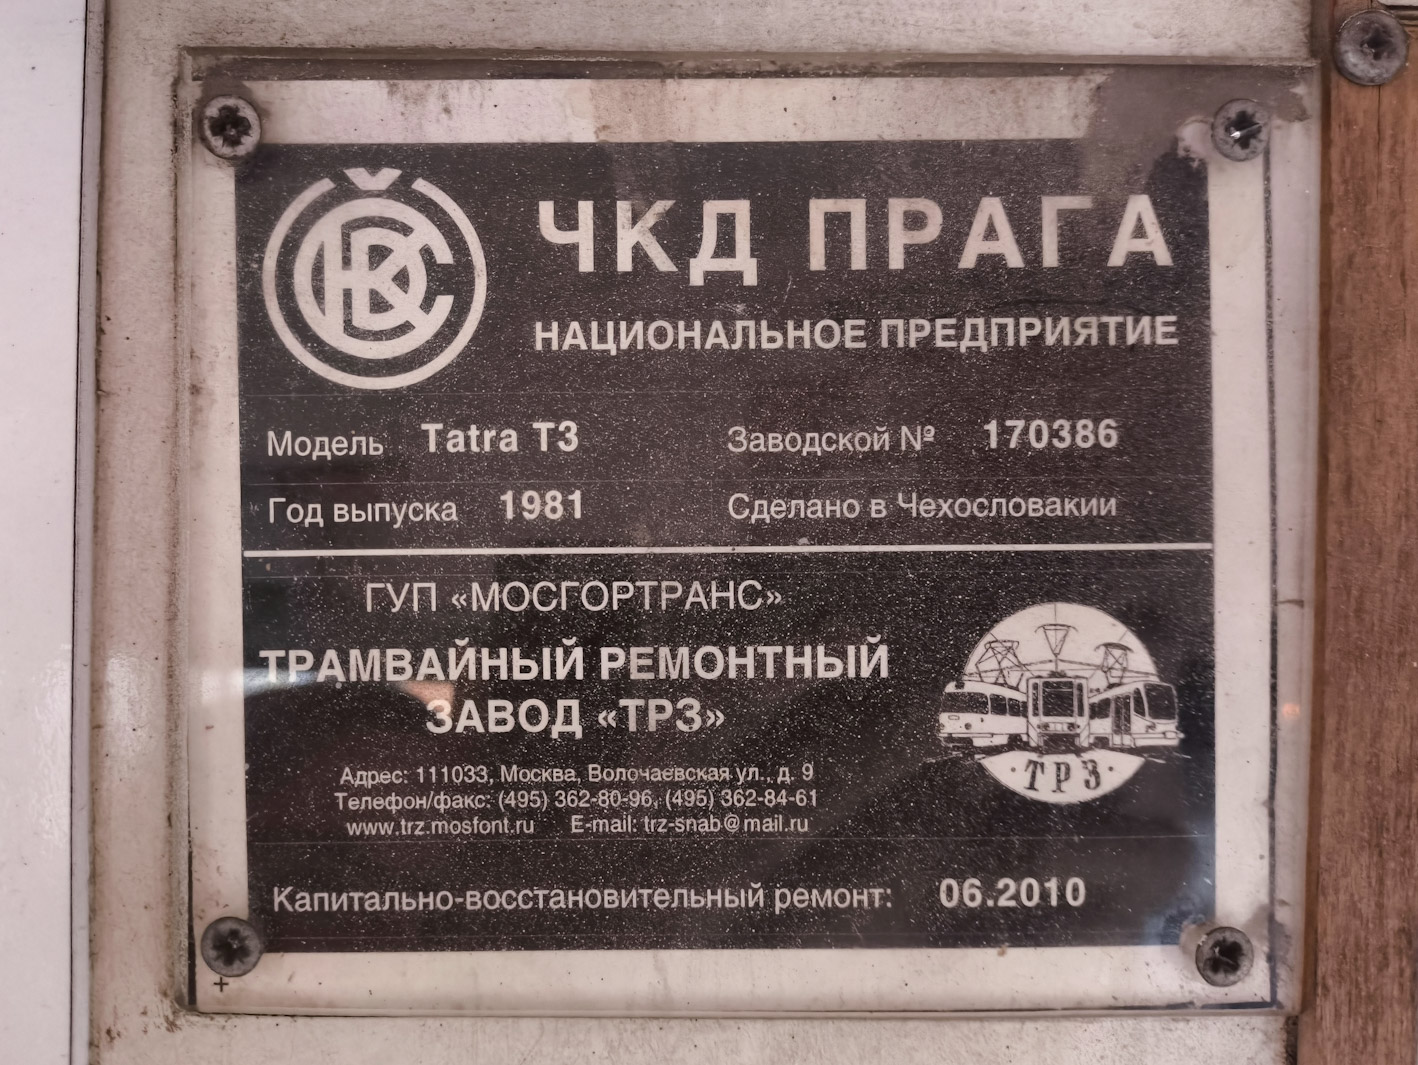 ČKD
ЧКД ПРАГА
НАЦИОНАЛЬНОЕ ПРЕДПРИЯТИЕ
Модель Tatra T3 Заводской № 170386
Год выпуска 1981 Сделано в Чехословакии
ГУП «МОСГОРТРАНС»
ТРАМВАЙНЫЙ РЕМОНТНЫЙ
ЗАВОД «ТРЗ»
Адрес: 111033, Москва, Волочаевская ул., д. 9
Телефон/факс: (495) 362-80-96, (495) 362-84-61
www.trz.mosfont.ru E-mail: trz-snab@mail.ru
· ТРЗ ·
Капитально-восстановительный ремонт: 06.2010